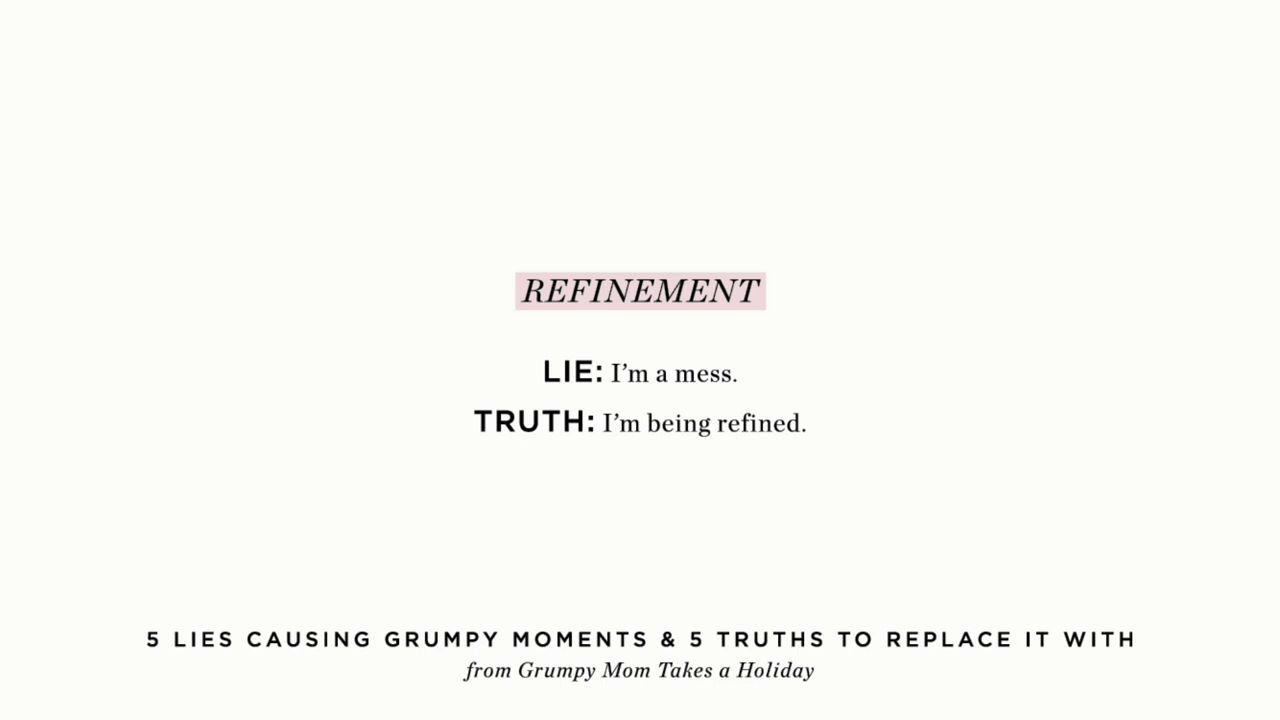 REFINEMENT
LIE: I’m a mess.
TRUTH: I’m being refined.
5 LIES CAUSING GRUMPY MOMENTS & 5 TRUTHS TO REPLACE IT WITH
from Grumpy Mom Takes a Holiday